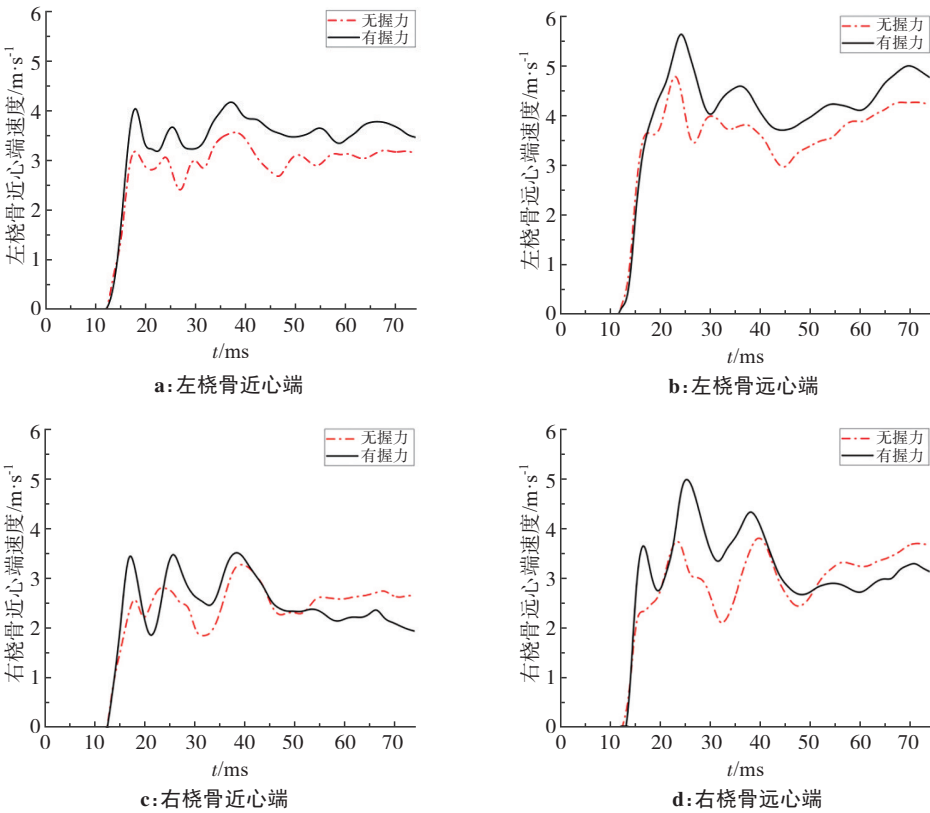 左桡骨近心端速度/m·s⁻¹
6
5
4
3
2
1
0
无握力
有握力
0 10 20 30 40 50 60 70
t/ms
a:左桡骨近心端
左桡骨远心端速度/m·s⁻¹
6
5
4
3
2
1
0
无握力
有握力
0 10 20 30 40 50 60 70
t/ms
b:左桡骨远心端
右桡骨近心端速度/m·s⁻¹
6
5
4
3
2
1
0
无握力
有握力
0 10 20 30 40 50 60 70
t/ms
c:右桡骨近心端
右桡骨远心端速度/m·s⁻¹
6
5
4
3
2
1
0
无握力
有握力
0 10 20 30 40 50 60 70
t/ms
d:右桡骨远心端